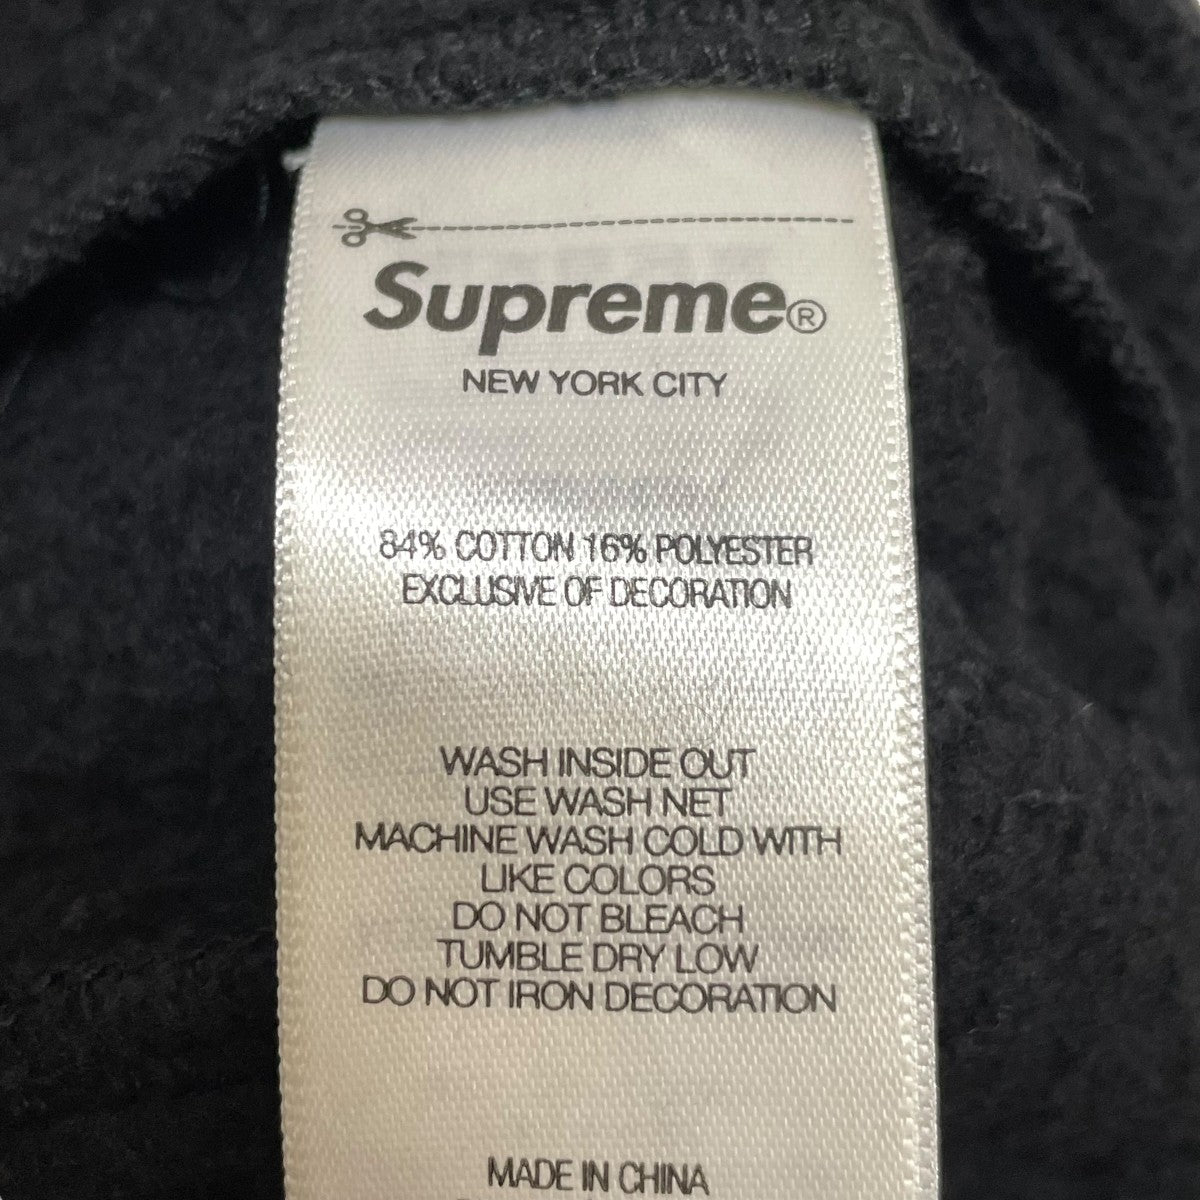 Supreme®
NEW YORK CITY
84% COTTON 16% POLYESTER
EXCLUSIVE OF DECORATION
WASH INSIDE OUT
USE WASH NET
MACHINE WASH COLD WITH
LIKE COLORS
DO NOT BLEACH
TUMBLE DRY LOW
DO NOT IRON DECORATION
MADE IN CHINA